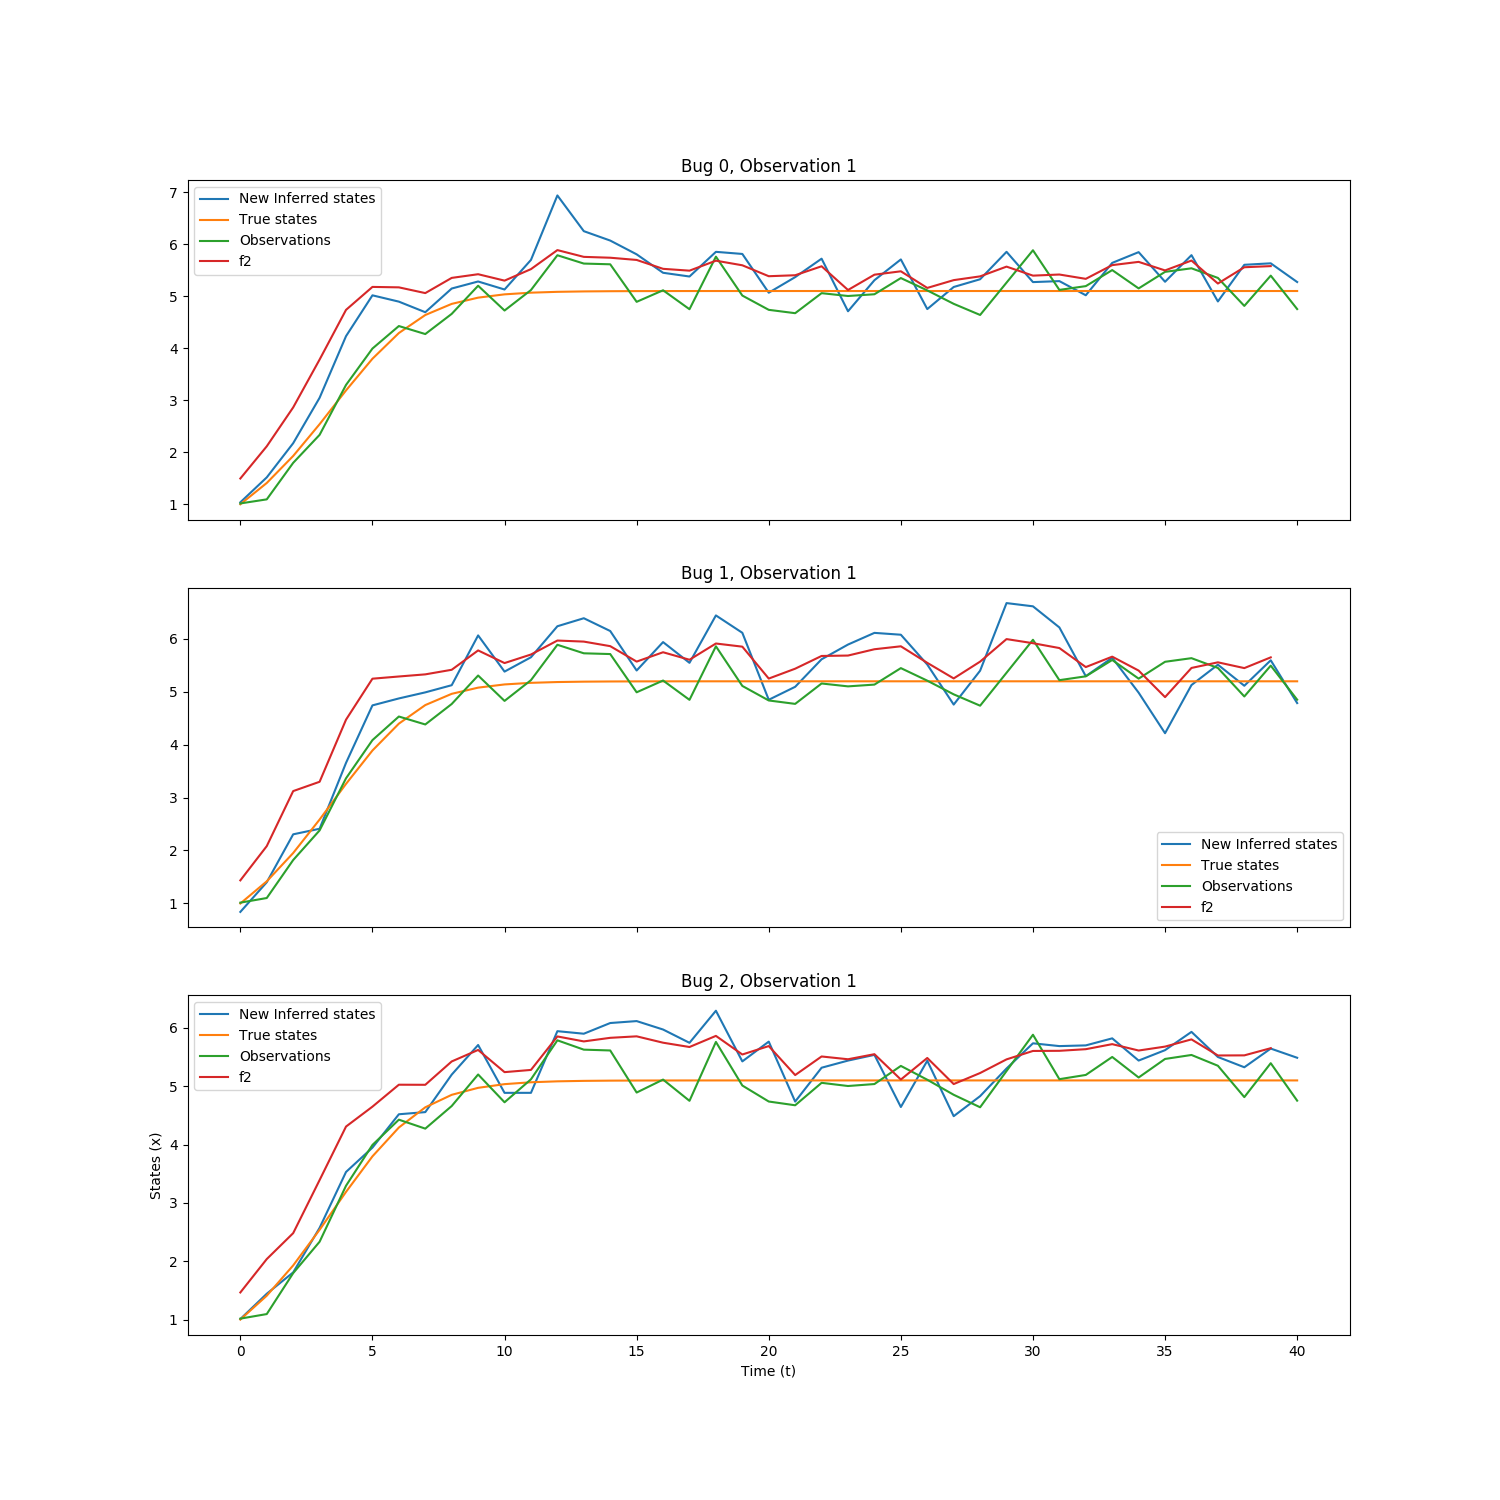 Bug 0, Observation 1
7
6
5
4
3
2
1
New Inferred states
True states
Observations
f2
Bug 1, Observation 1
6
5
4
3
2
1
New Inferred states
True states
Observations
f2
Bug 2, Observation 1
6
5
4
3
2
1
States (x)
New Inferred states
True states
Observations
f2
0 5 10 15 20 25 30 35 40
Time (t)